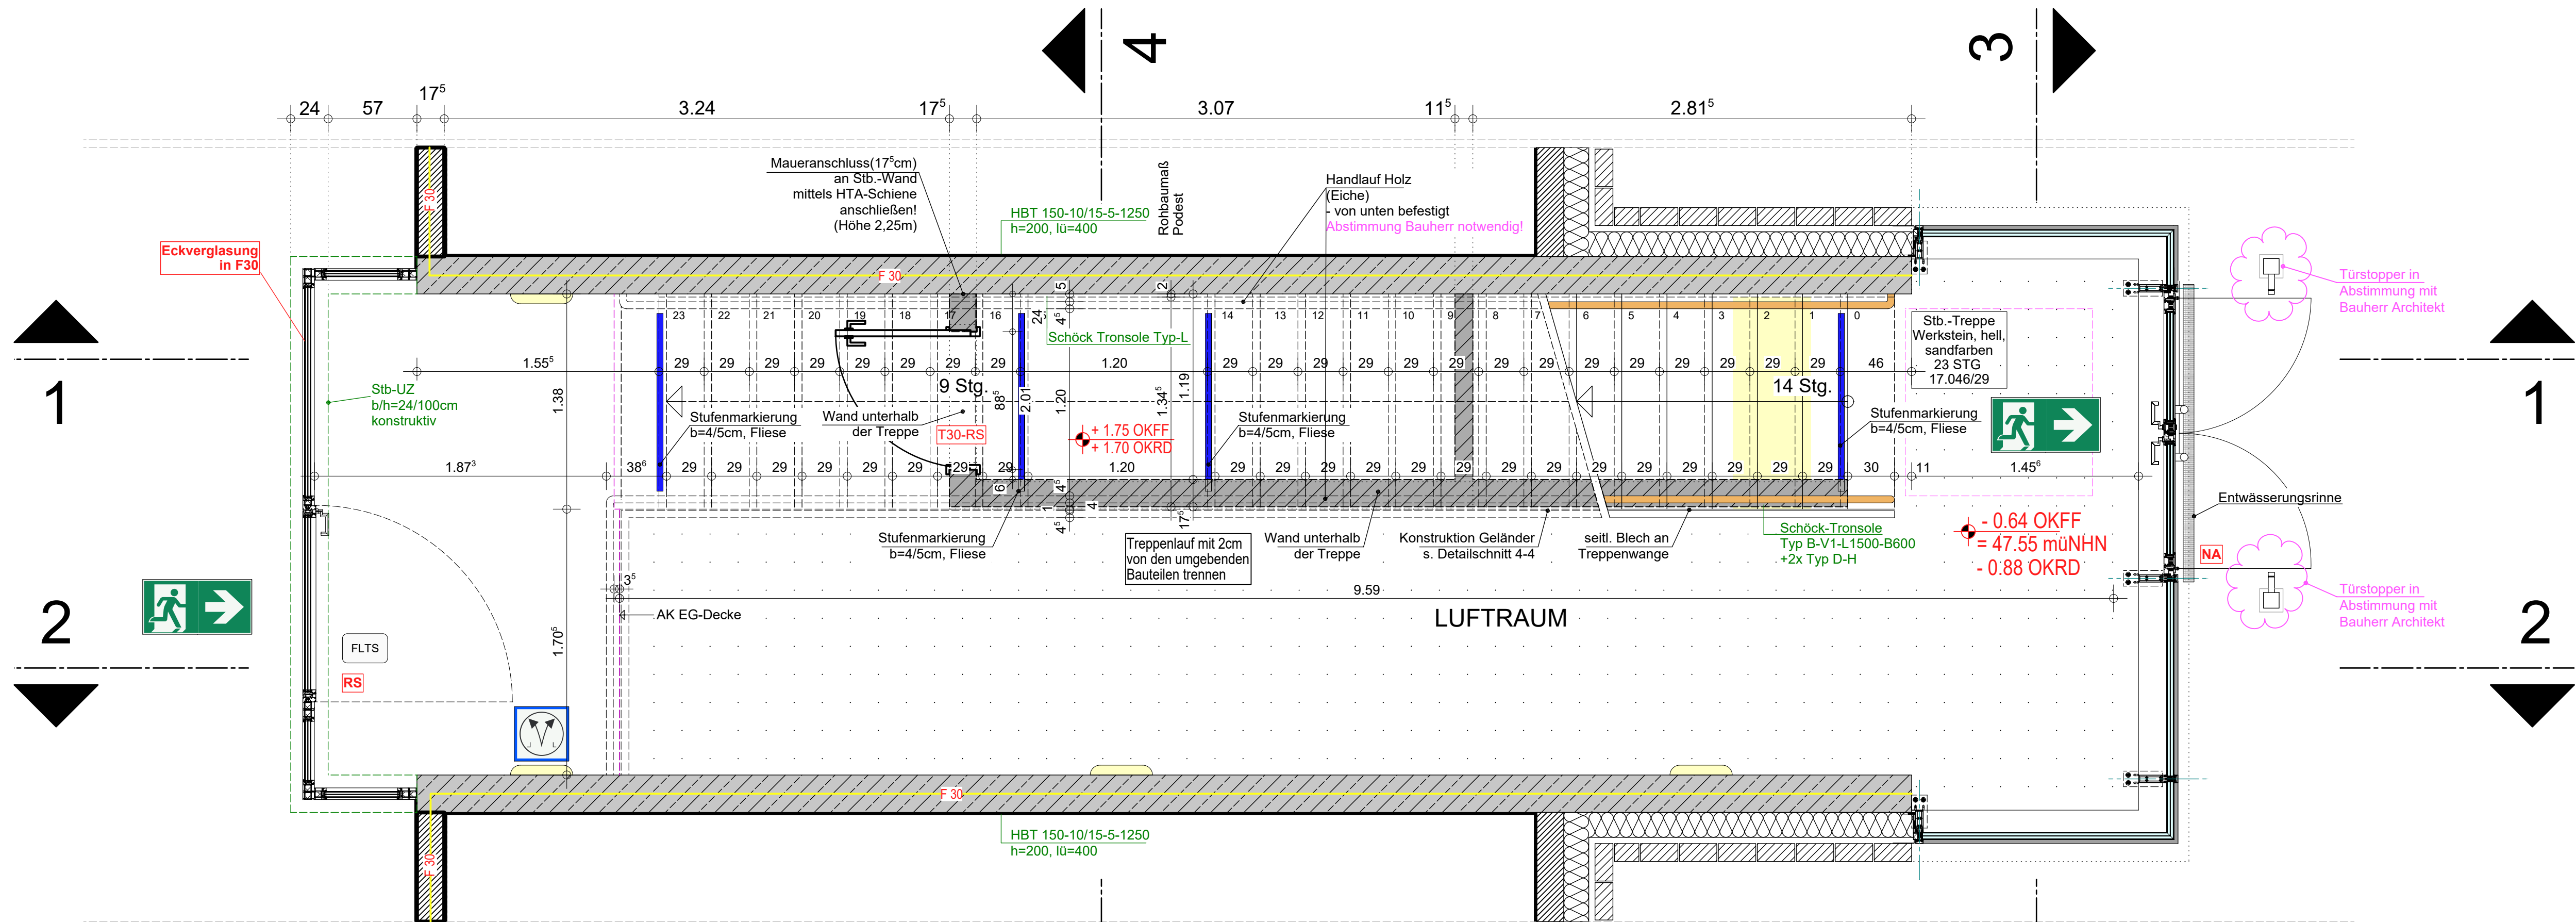 4
3
24
57
17⁵
3.24
17⁵
3.07
11⁵
2.81⁵
Maueranschluss(17⁵cm)
an Stb.-Wand
mittels HTA-Schiene
anschließen!
(Höhe 2,25m)
HBT 150-10/15-5-1250
h=200, lü=400
Rohbaumaß
Podest
Handlauf Holz
(Eiche)
- von unten befestigt
Abstimmung Bauherr notwendig!
F 30
Eckverglasung
in F30
F 30
Türstopper in
Abstimmung mit
Bauherr Architekt
5
4⁵
2
24
23 22 21 20 19 18 17 16
14 13 12 11 10 9 8 7 6 5 4 3 2 1 0
Schöck Tronsole Typ-L
Stb.-Treppe
Werkstein, hell,
sandfarben
23 STG
17.046/29
1.55⁵ 29 29 29 29 29 29 29 29 1.20 29 29 29 29 29 29 29 29 29 29 29 29 29 29 46
1
1
Stb-UZ
b/h=24/100cm
konstruktiv
1.38
9 Stg.
88⁵
2.01
1.20
1.34⁵
1.19
14 Stg.
Stufenmarkierung
b=4/5cm, Fliese
Wand unterhalb
der Treppe
T30-RS
+ 1.75 OKFF
+ 1.70 OKRD
Stufenmarkierung
b=4/5cm, Fliese
Stufenmarkierung
b=4/5cm, Fliese
1.87³ 38⁶ 29 29 29 29 29 29 29 29 1.20 29 29 29 29 29 29 29 29 29 29 29 29 29 29 30 11 1.45⁶
6
4⁵
1
4
4⁵
17⁵
Entwässerungsrinne
Stufenmarkierung
b=4/5cm, Fliese
Treppenlauf mit 2cm
von den umgebenden
Bauteilen trennen
Wand unterhalb
der Treppe
Konstruktion Geländer
s. Detailschnitt 4-4
seitl. Blech an
Treppenwange
Schöck-Tronsole
Typ B-V1-L1500-B600
+2x Typ D-H
- 0.64 OKFF
= 47.55 müNHN
- 0.88 OKRD
NA
3⁵
9.59
AK EG-Decke
LUFTRAUM
Türstopper in
Abstimmung mit
Bauherr Architekt
2
2
1.70⁵
FLTS
RS
F 30
HBT 150-10/15-5-1250
h=200, lü=400
F 30